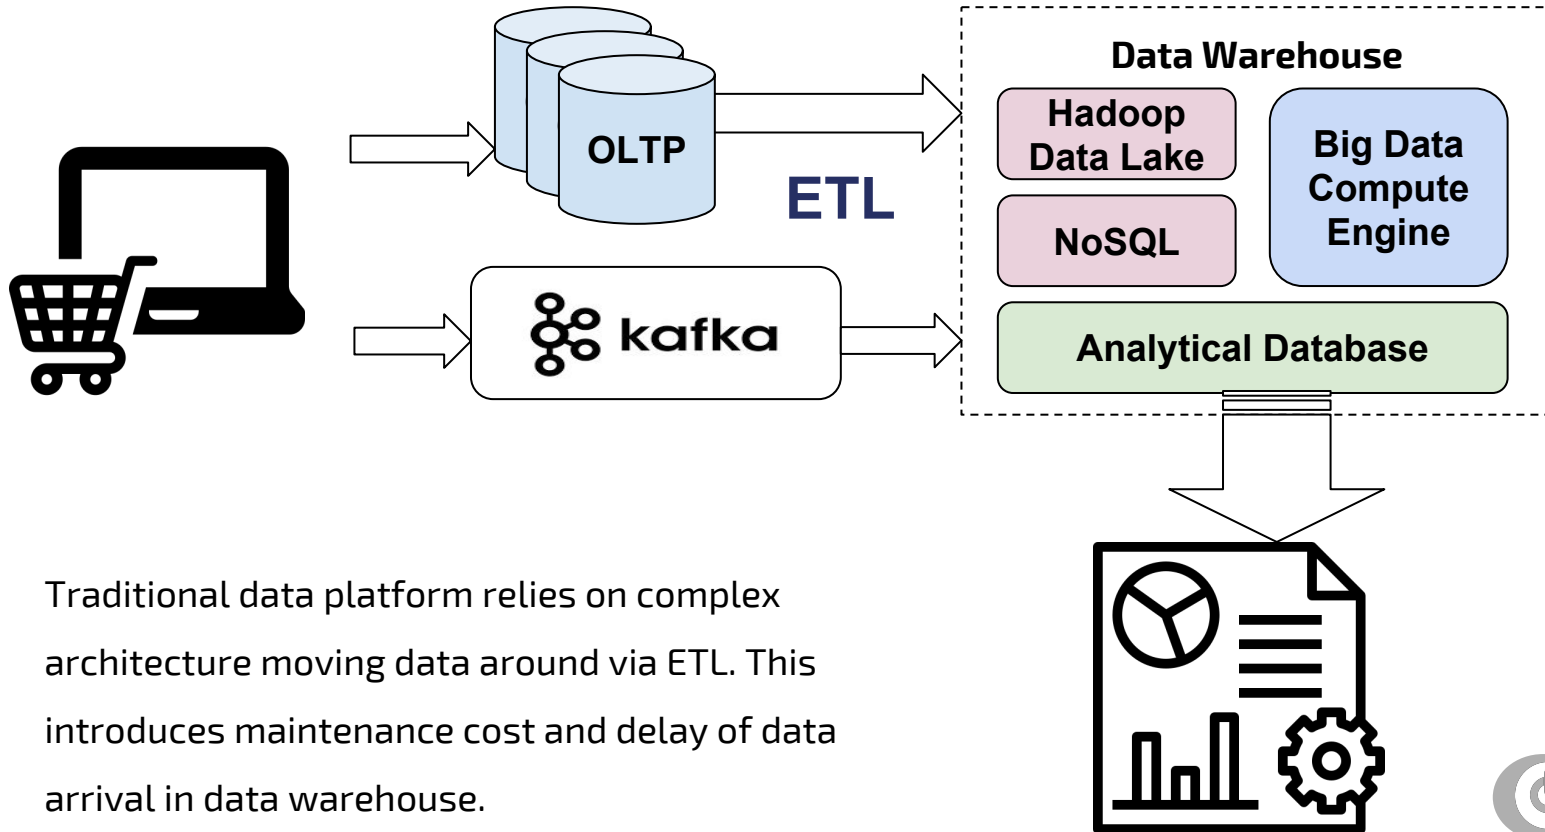 Data Warehouse
Hadoop
Data Lake
Big Data
Compute
Engine
OLTP
ETL
NoSQL
kafka
Analytical Database
Traditional data platform relies on complex
architecture moving data around via ETL. This
introduces maintenance cost and delay of data
arrival in data warehouse.